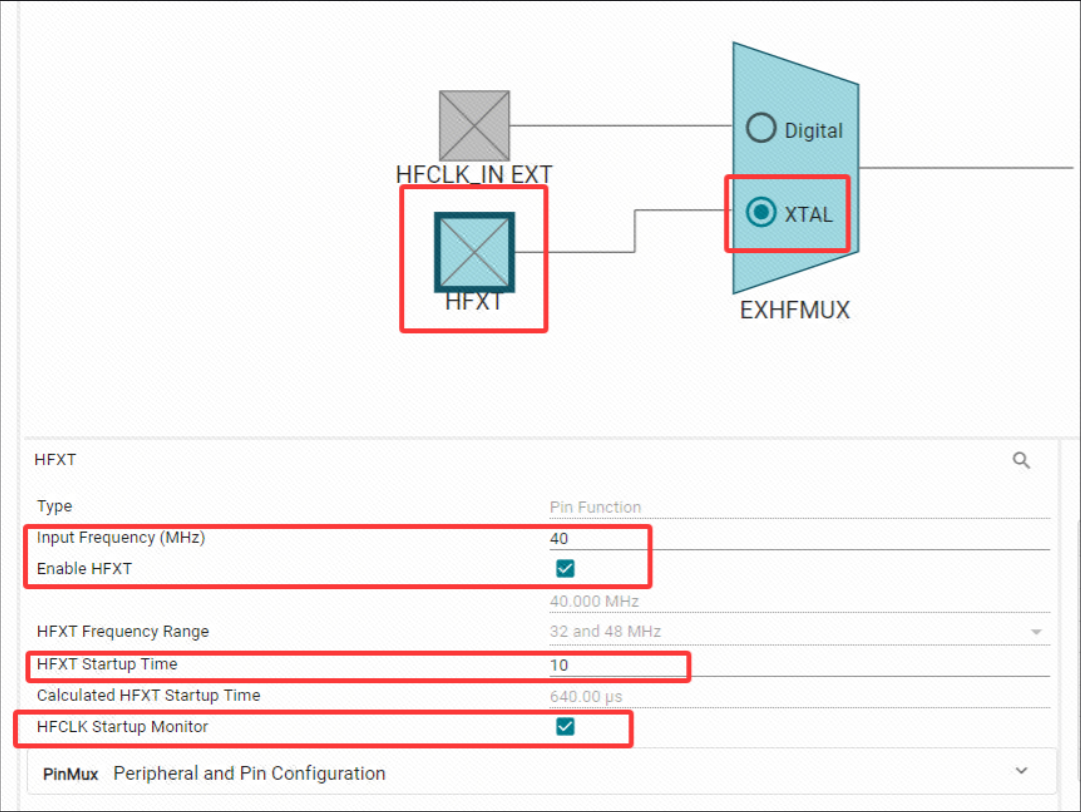 Digital
HFCLK_IN EXT
XTAL
HFXT
EXHFMUX
HFXT
Type Pin Function
Input Frequency (MHz) 40
Enable HFXT
40.000 MHz
HFXT Frequency Range 32 and 48 MHz
HFXT Startup Time 10
Calculated HFXT Startup Time 640.00 µs
HFCLK Startup Monitor
PinMux Peripheral and Pin Configuration